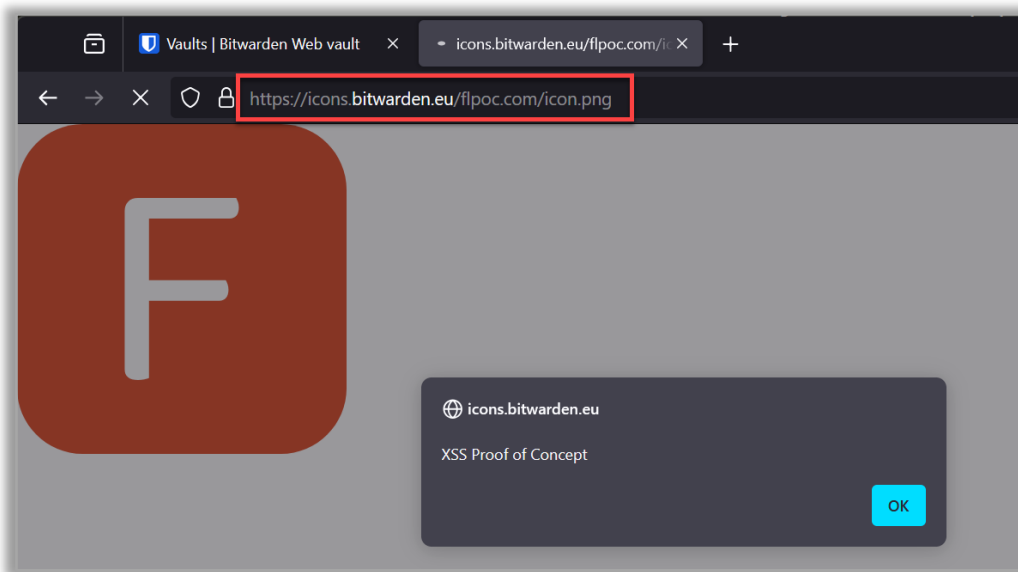 Vaults | Bitwarden Web vault
icons.bitwarden.eu/flpoc.com/ic
https://icons.bitwarden.eu/flpoc.com/icon.png
F
icons.bitwarden.eu
XSS Proof of Concept
OK